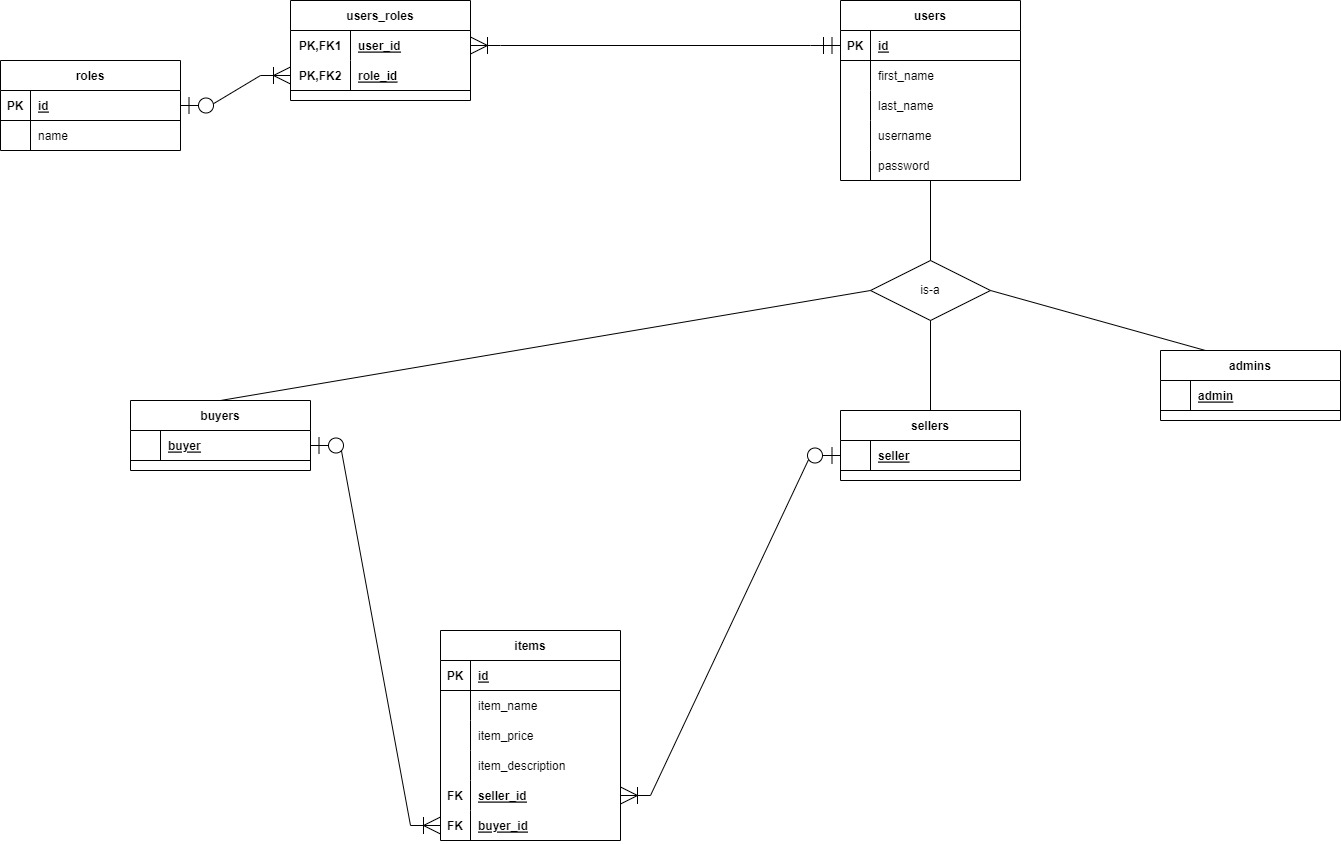 users_roles
PK,FK1 user_id
PK,FK2 role_id
users
PK id
first_name
last_name
username
password
roles
PK id
name
is-a
buyers
buyer
sellers
seller
admins
admin
items
PK id
item_name
item_price
item_description
FK seller_id
FK buyer_id